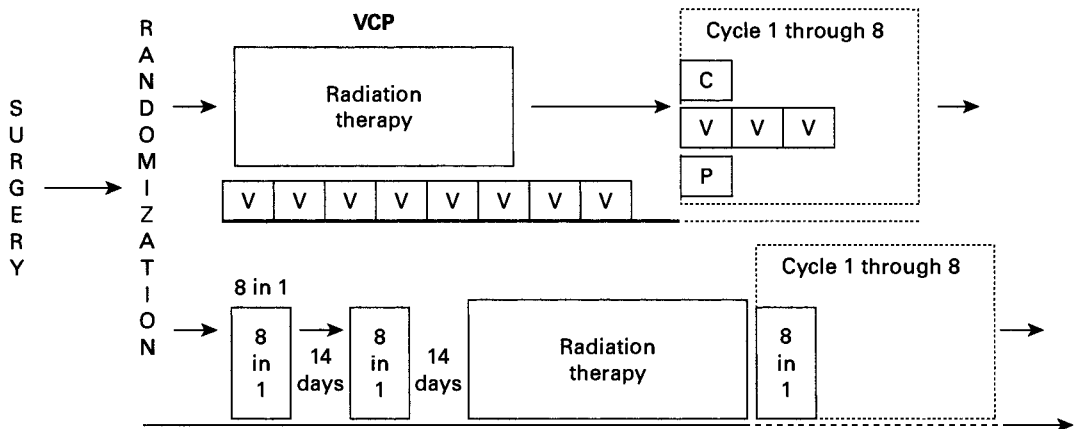 SURGERY
RANDOMIZATION
VCP
Radiation
therapy
V V V V V V V V
Cycle 1 through 8
C
V V V
P
8 in 1
8
in
1
14
days
8
in
1
14
days
Radiation
therapy
Cycle 1 through 8
8
in
1